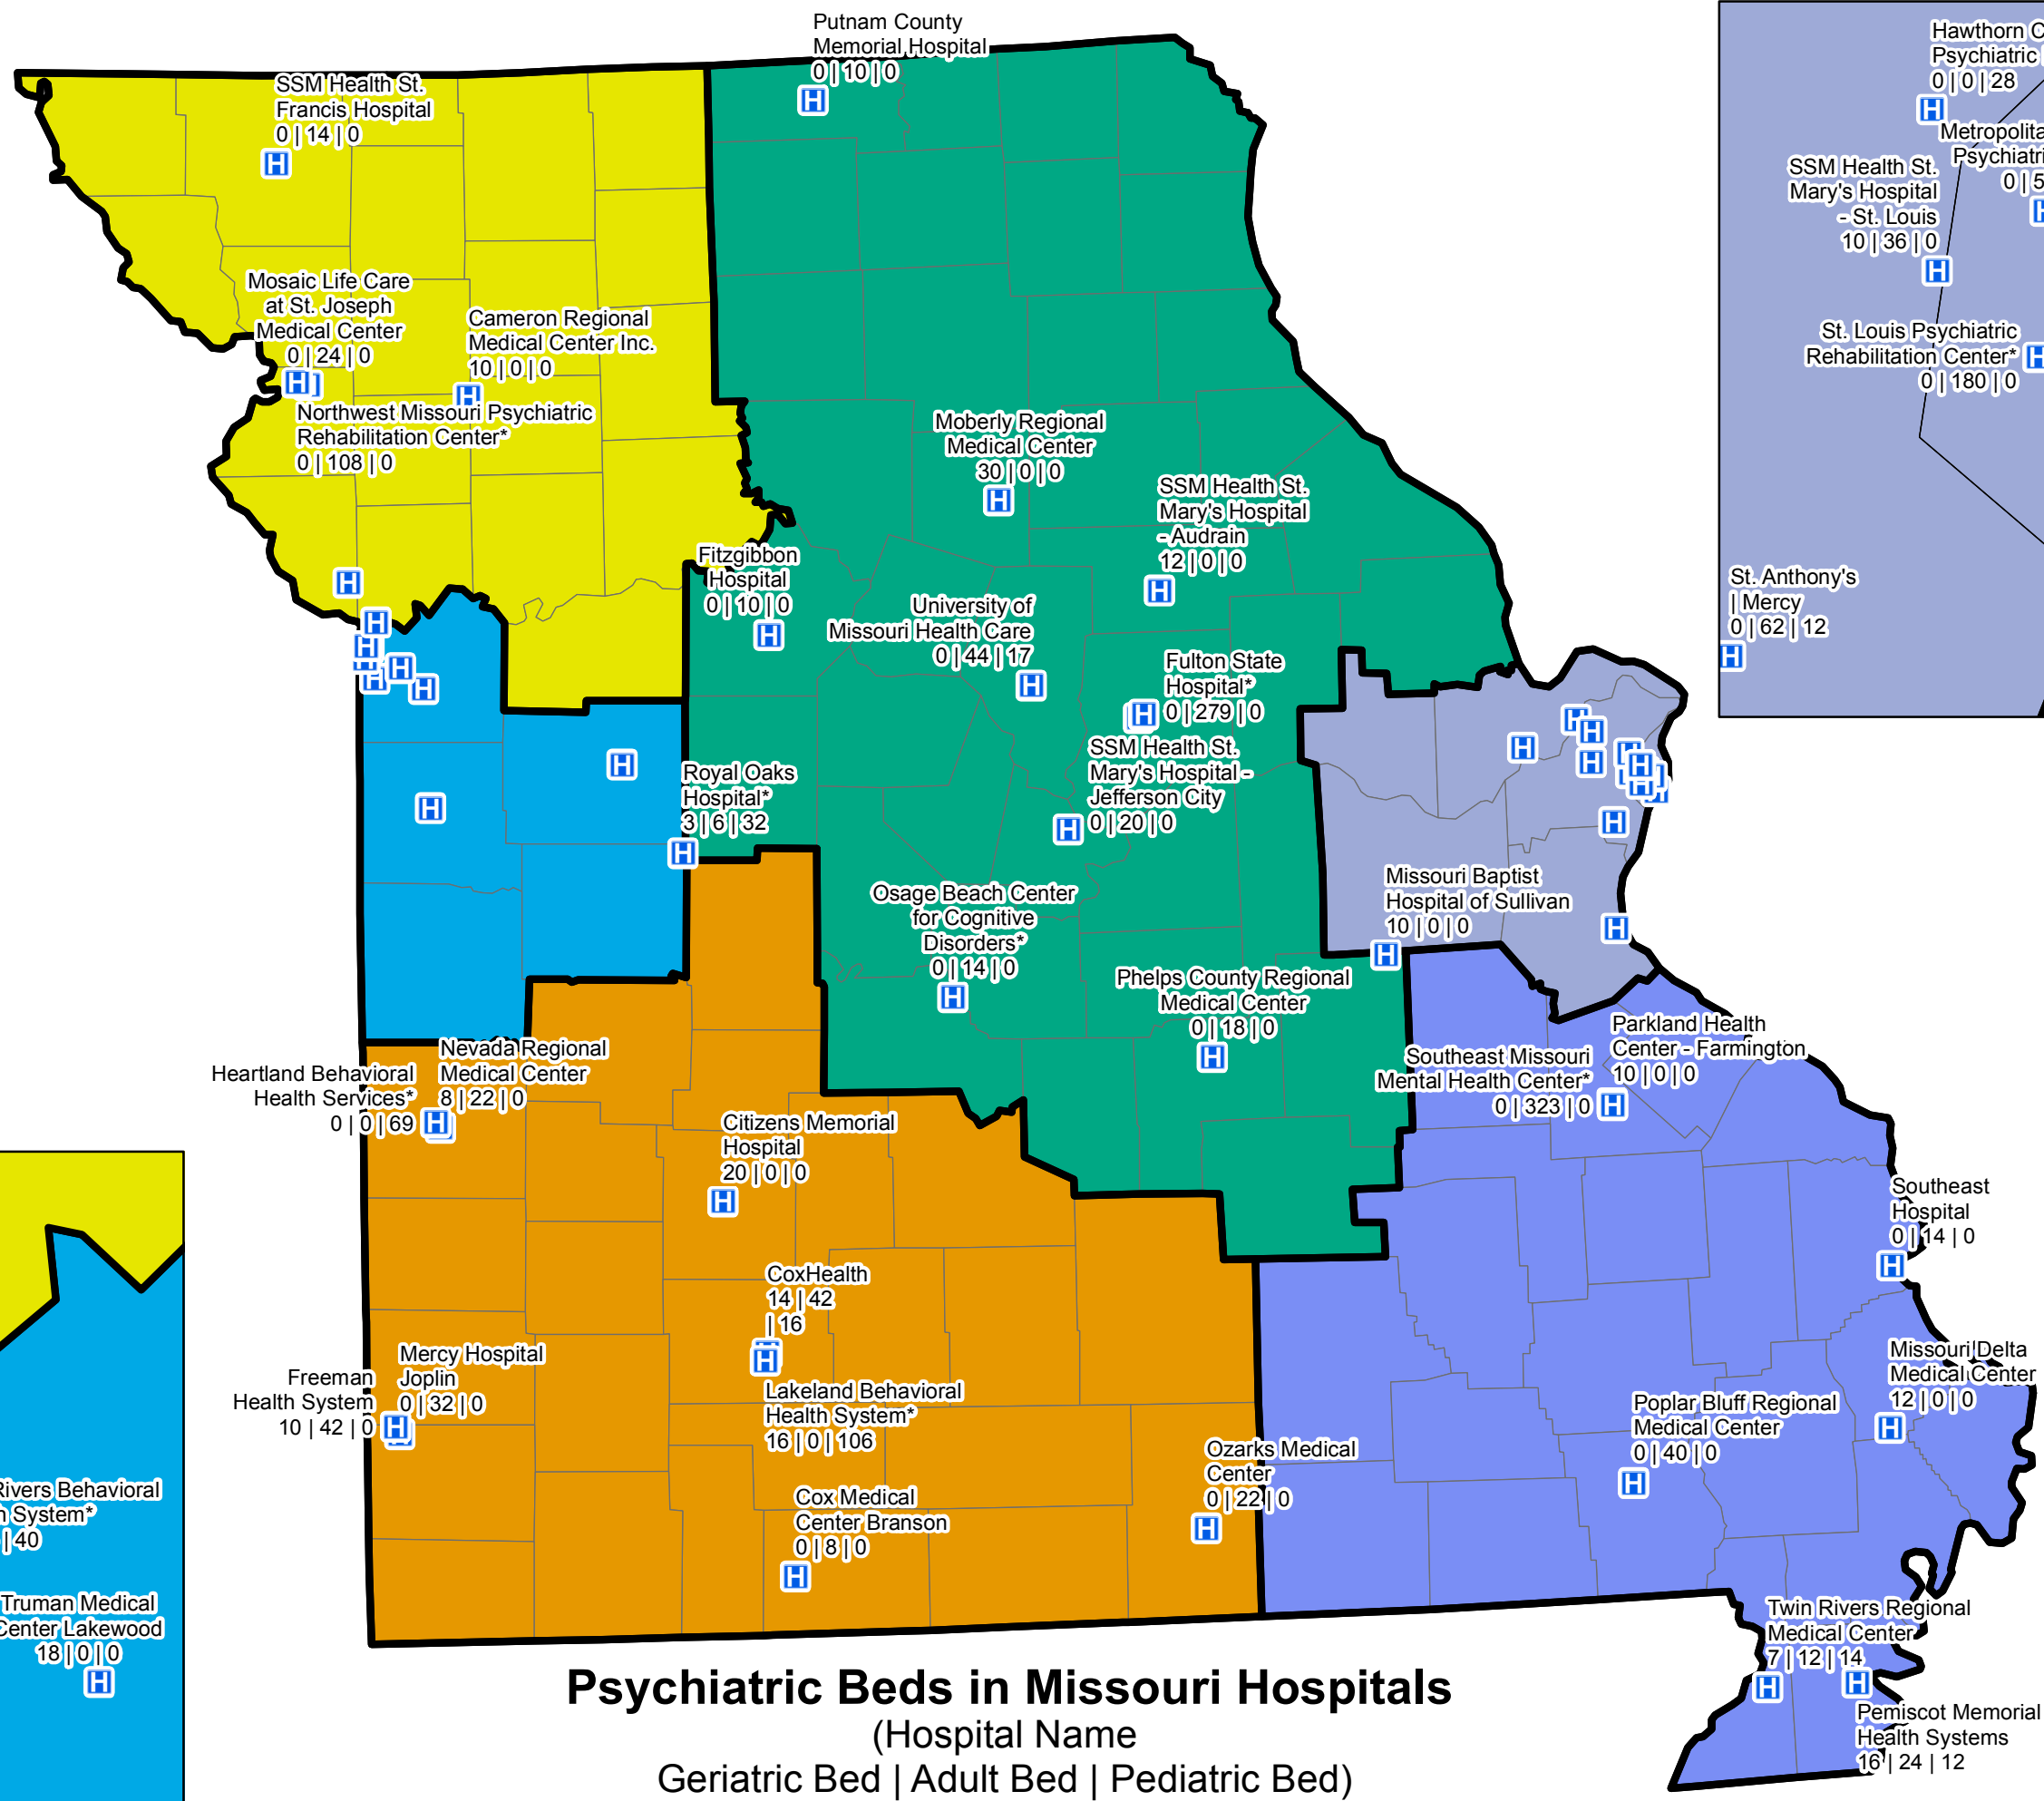 Putnam County
Memorial Hospital
0 | 10 | 0
SSM Health St.
Francis Hospital
0 | 14 | 0
Mosaic Life Care
at St. Joseph
Medical Center
0 | 24 | 0
Cameron Regional
Medical Center Inc.
10 | 0 | 0
Northwest Missouri Psychiatric
Rehabilitation Center*
0 | 108 | 0
Moberly Regional
Medical Center
30 | 0 | 0
SSM Health St.
Mary's Hospital
- Audrain
12 | 0 | 0
Fitzgibbon
Hospital
0 | 10 | 0
University of
Missouri Health Care
0 | 44 | 17
Fulton State
Hospital*
0 | 279 | 0
SSM Health St.
Mary's Hospital -
Jefferson City
0 | 20 | 0
Royal Oaks
Hospital*
3 | 6 | 32
Osage Beach Center
for Cognitive
Disorders*
0 | 14 | 0
Missouri Baptist
Hospital of Sullivan
10 | 0 | 0
Phelps County Regional
Medical Center
0 | 18 | 0
Parkland Health
Center - Farmington
10 | 0 | 0
Southeast Missouri
Mental Health Center*
0 | 323 | 0
Nevada Regional
Medical Center
8 | 22 | 0
Heartland Behavioral
Health Services*
0 | 0 | 69
Citizens Memorial
Hospital
20 | 0 | 0
Southeast
Hospital
0 | 14 | 0
CoxHealth
14 | 42
| 16
Mercy Hospital
Joplin
0 | 32 | 0
Freeman
Health System
10 | 42 | 0
Lakeland Behavioral
Health System*
16 | 0 | 106
Missouri Delta
Medical Center
12 | 0 | 0
Poplar Bluff Regional
Medical Center
0 | 40 | 0
Ozarks Medical
Center
0 | 22 | 0
Cox Medical
Center Branson
0 | 8 | 0
Twin Rivers Regional
Medical Center
7 | 12 | 14
Pemiscot Memorial
Health Systems
16 | 24 | 12
Hawthorn
Psychiatric
0 | 0 | 28
Psychiatri
0 | 5
SSM Health St.
Mary's Hospital
- St. Louis
10 | 36 | 0
St. Louis Psychiatric
Rehabilitation Center*
0 | 180 | 0
St. Anthony's
| Mercy
0 | 62 | 12
Rivers Behavioral
System*
| 40
Truman Medical
Center Lakewood
18 | 0 | 0
Psychiatric Beds in Missouri Hospitals
(Hospital Name
Geriatric Bed | Adult Bed | Pediatric Bed)